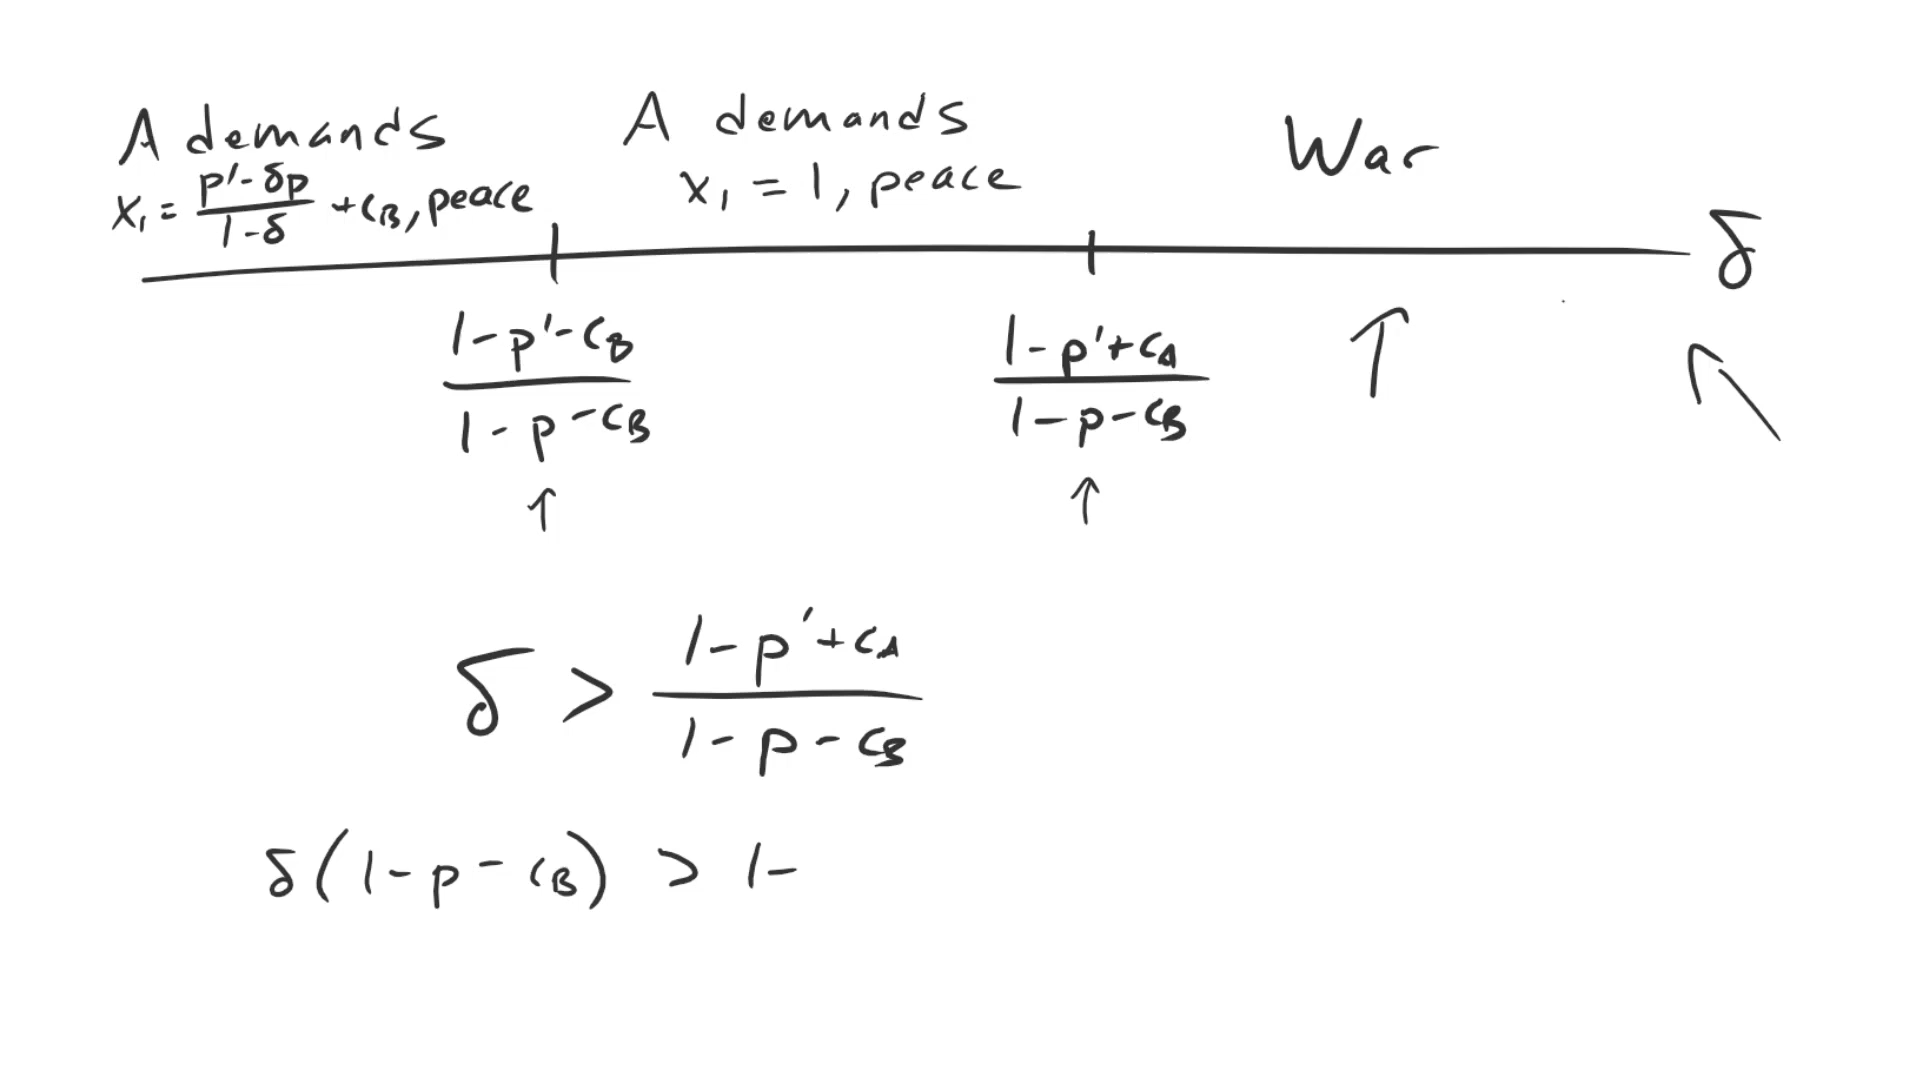 A demands
x₁ = (p'-δp)/(1-δ) + c_B, peace
A demands
x₁ = 1, peace
War
δ
(1-p'-c_B)/(1-p-c_B)
(1-p'+c_A)/(1-p-c_B)
↑ ↑ ↑ ↖
δ > (1-p'+c_A)/(1-p-c_B)
δ(1-p-c_B) > 1-